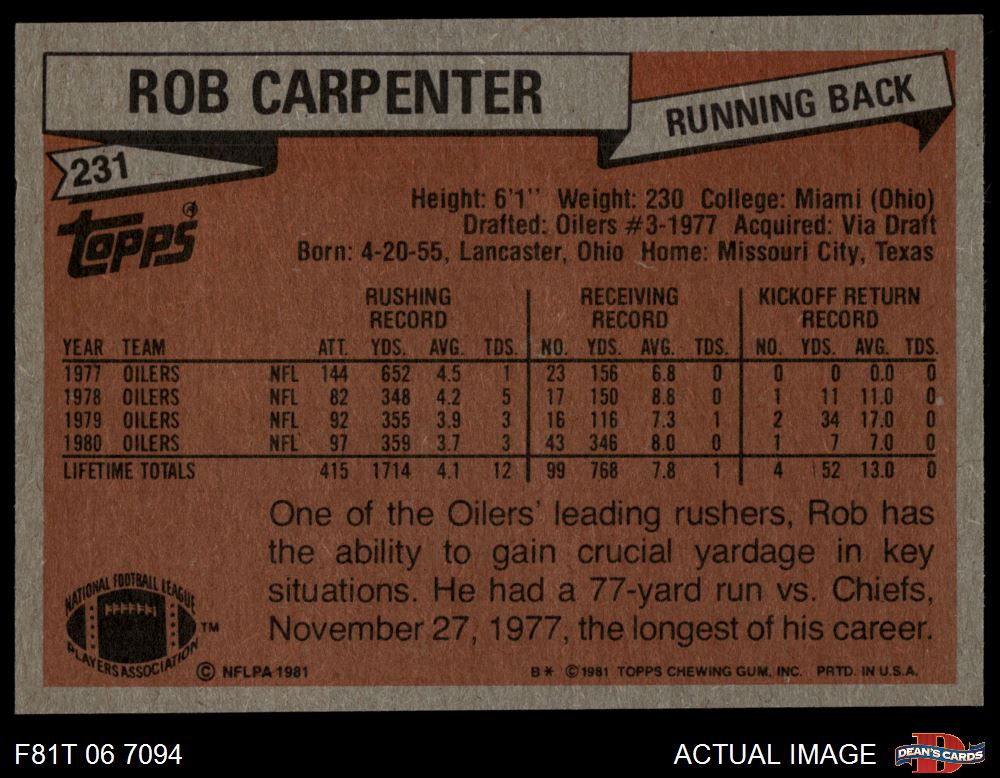 ROB CARPENTER
RUNNING BACK
231
Topps®
Height: 6'1'' Weight: 230 College: Miami (Ohio)
Drafted: Oilers #3-1977 Acquired: Via Draft
Born: 4-20-55, Lancaster, Ohio Home: Missouri City, Texas
RUSHING RECORD RECEIVING RECORD KICKOFF RETURN RECORD
YEAR TEAM ATT. YDS. AVG. TDS. NO. YDS. AVG. TDS. NO. YDS. AVG. TDS.
1977 OILERS NFL 144 652 4.5 1 23 156 6.8 0 0 0 0.0 0
1978 OILERS NFL 82 348 4.2 5 17 150 8.8 0 1 11 11.0 0
1979 OILERS NFL 92 355 3.9 3 16 116 7.3 1 2 34 17.0 0
1980 OILERS NFL 97 359 3.7 3 43 346 8.0 0 1 7 7.0 0
LIFETIME TOTALS 415 1714 4.1 12 99 768 7.8 1 4 52 13.0 0
One of the Oilers' leading rushers, Rob has
the ability to gain crucial yardage in key
situations. He had a 77-yard run vs. Chiefs,
November 27, 1977, the longest of his career.
NATIONAL FOOTBALL LEAGUE
PLAYERS ASSOCIATION
TM
© NFLPA 1981
B* ©1981 TOPPS CHEWING GUM, INC. PRTD. IN U.S.A.
F81T 06 7094
ACTUAL IMAGE
DEAN'S CARDS